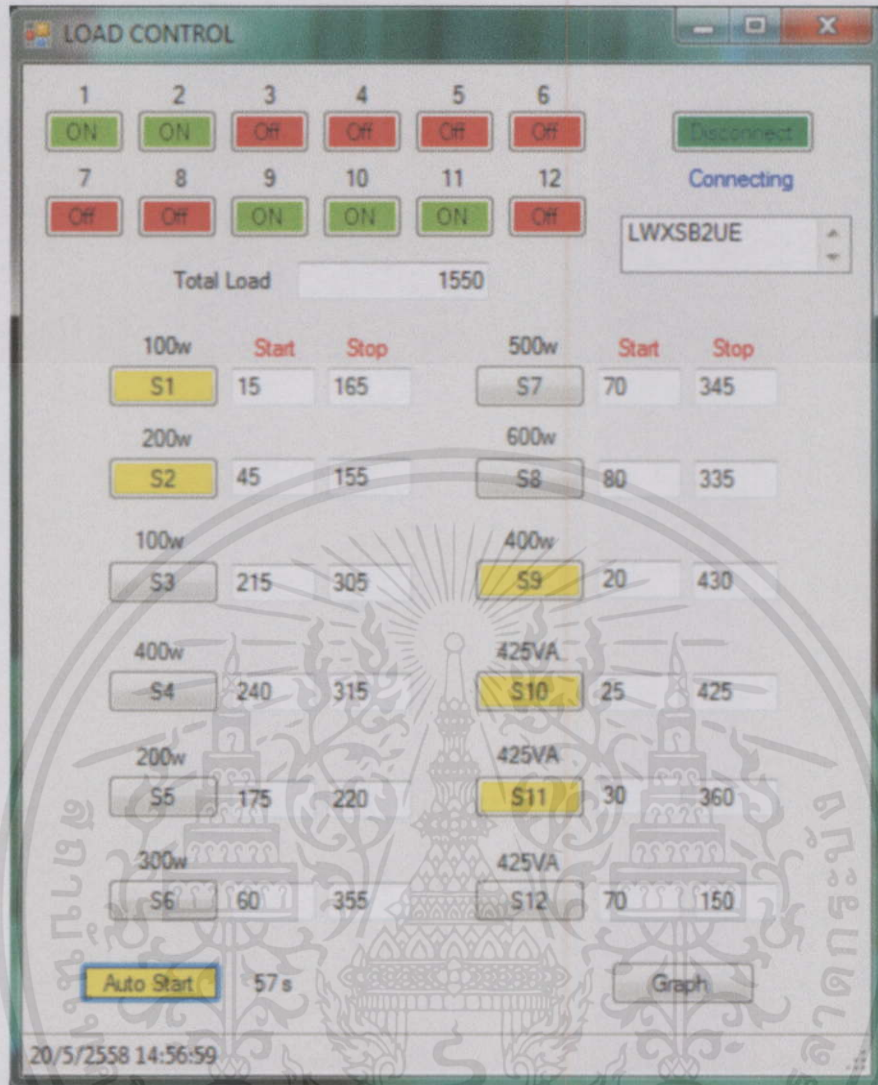 LOAD CONTROL
1 2 3 4 5 6
ON ON Off Off Off Off Disconnect
7 8 9 10 11 12 Connecting
Off Off ON ON ON Off
LWXSB2UE
Total Load 1550
100w Start Stop 500w Start Stop
S1 15 165 S7 70 345
200w 600w
S2 45 155 S8 80 335
100w 400w
S3 215 305 S9 20 430
400w 425VA
S4 240 315 S10 25 425
200w 425VA
S5 175 220 S11 30 360
300w 425VA
S6 60 355 S12 70 150
Auto Start 57 s Graph
20/5/2558 14:56:59